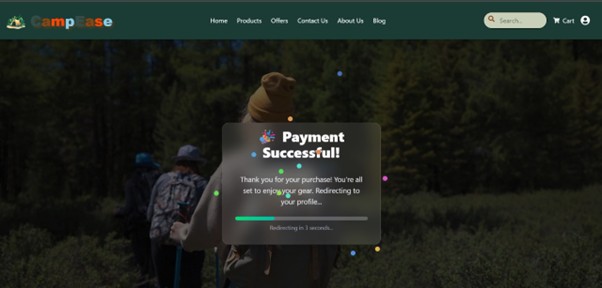 CampEase
Home Products Offers Contact Us About Us Blog
Search...
Cart
Payment
Successful!
Thank you for your purchase! You're all
set to enjoy your gear. Redirecting to
your profile...
Redirecting in 3 seconds...